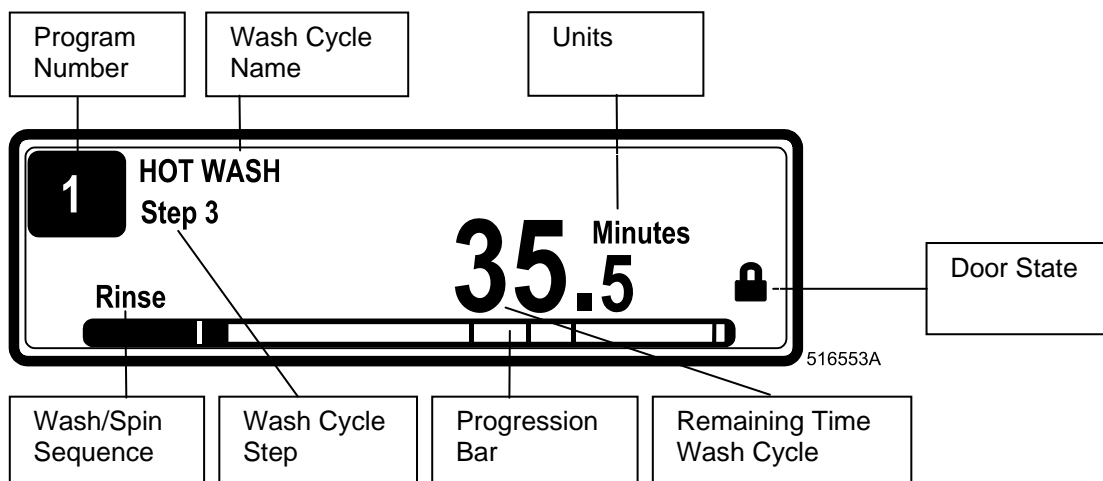 Program
Number
Wash Cycle
Name
Units
1
HOT WASH
Step 3
35.5
Minutes
Rinse
Door State
516553A
Wash/Spin
Sequence
Wash Cycle
Step
Progression
Bar
Remaining Time
Wash Cycle